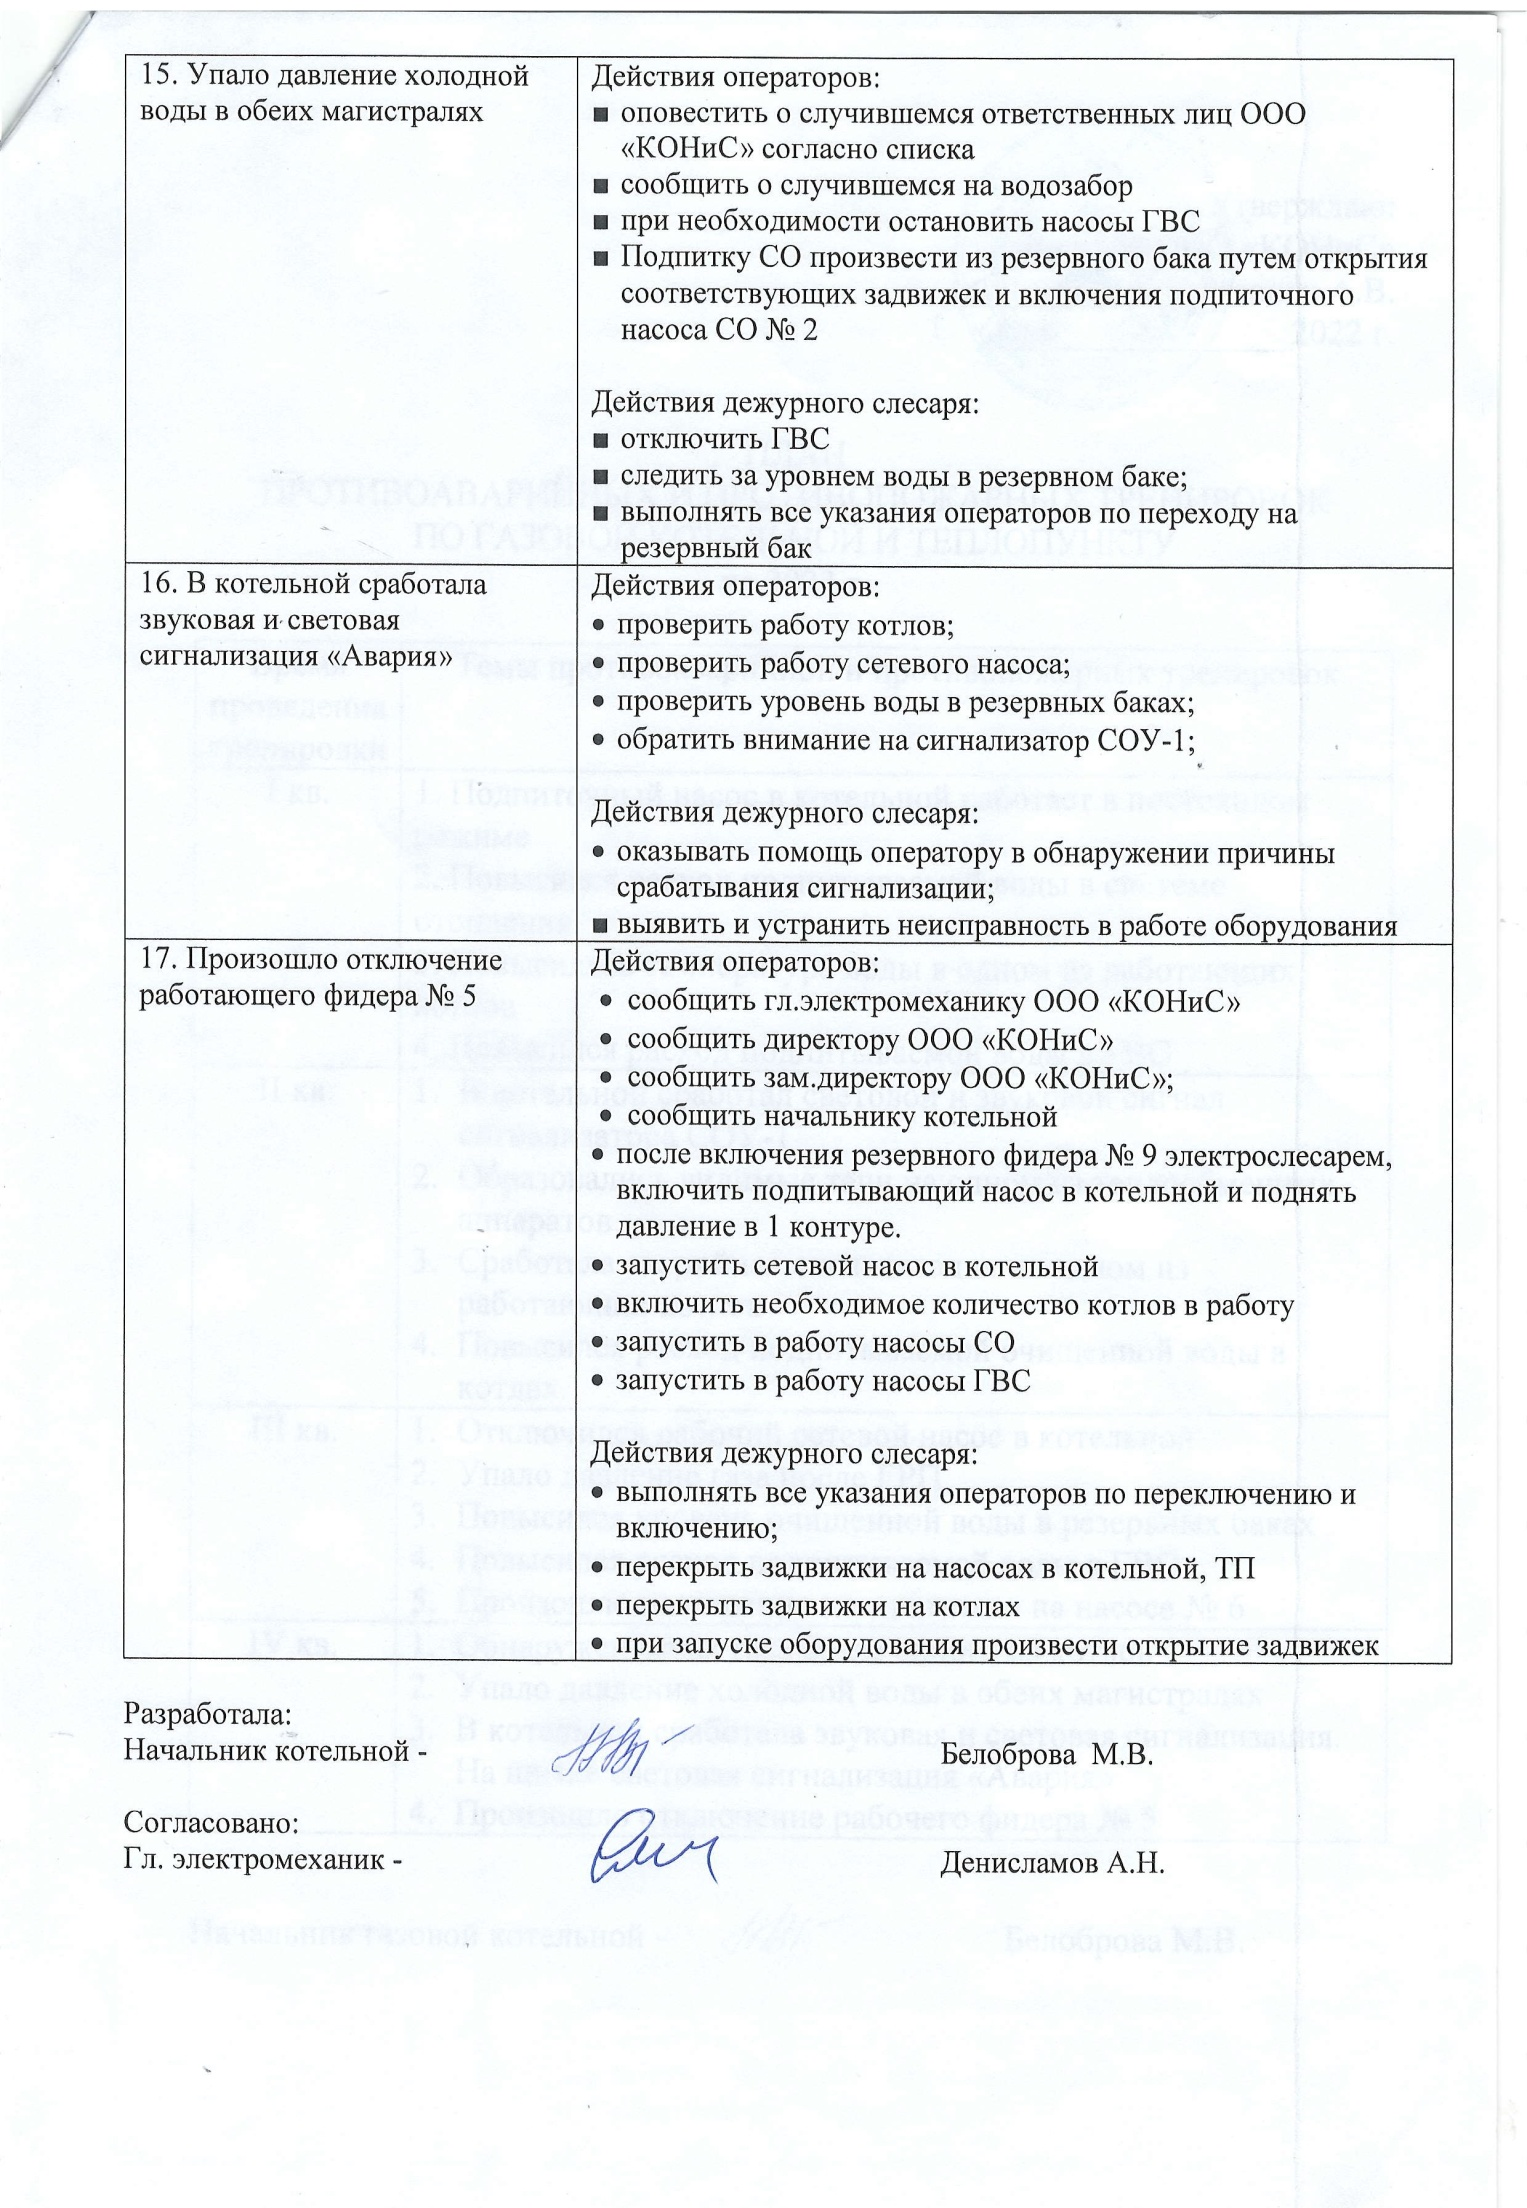 15. Упало давление холодной
воды в обеих магистралях
Действия операторов:
▪ оповестить о случившемся ответственных лиц ООО
«КОНиС» согласно списка
▪ сообщить о случившемся на водозабор
▪ при необходимости остановить насосы ГВС
▪ Подпитку СО произвести из резервного бака путем открытия
соответствующих задвижек и включения подпиточного
насоса СО № 2
Действия дежурного слесаря:
▪ отключить ГВС
▪ следить за уровнем воды в резервном баке;
▪ выполнять все указания операторов по переходу на
резервный бак
16. В котельной сработала
звуковая и световая
сигнализация «Авария»
Действия операторов:
• проверить работу котлов;
• проверить работу сетевого насоса;
• проверить уровень воды в резервных баках;
• обратить внимание на сигнализатор СОУ-1;
Действия дежурного слесаря:
• оказывать помощь оператору в обнаружении причины
срабатывания сигнализации;
▪ выявить и устранить неисправность в работе оборудования
17. Произошло отключение
работающего фидера № 5
Действия операторов:
• сообщить гл.электромеханику ООО «КОНиС»
• сообщить директору ООО «КОНиС»
• сообщить зам.директору ООО «КОНиС»;
• сообщить начальнику котельной
• после включения резервного фидера № 9 электрослесарем,
включить подпитывающий насос в котельной и поднять
давление в 1 контуре.
• запустить сетевой насос в котельной
• включить необходимое количество котлов в работу
• запустить в работу насосы СО
• запустить в работу насосы ГВС
Действия дежурного слесаря:
• выполнять все указания операторов по переключению и
включению;
• перекрыть задвижки на насосах в котельной, ТП
• перекрыть задвижки на котлах
• при запуске оборудования произвести открытие задвижек
Разработала:
Начальник котельной - Белоброва М.В.
Согласовано:
Гл. электромеханик - Денисламов А.Н.